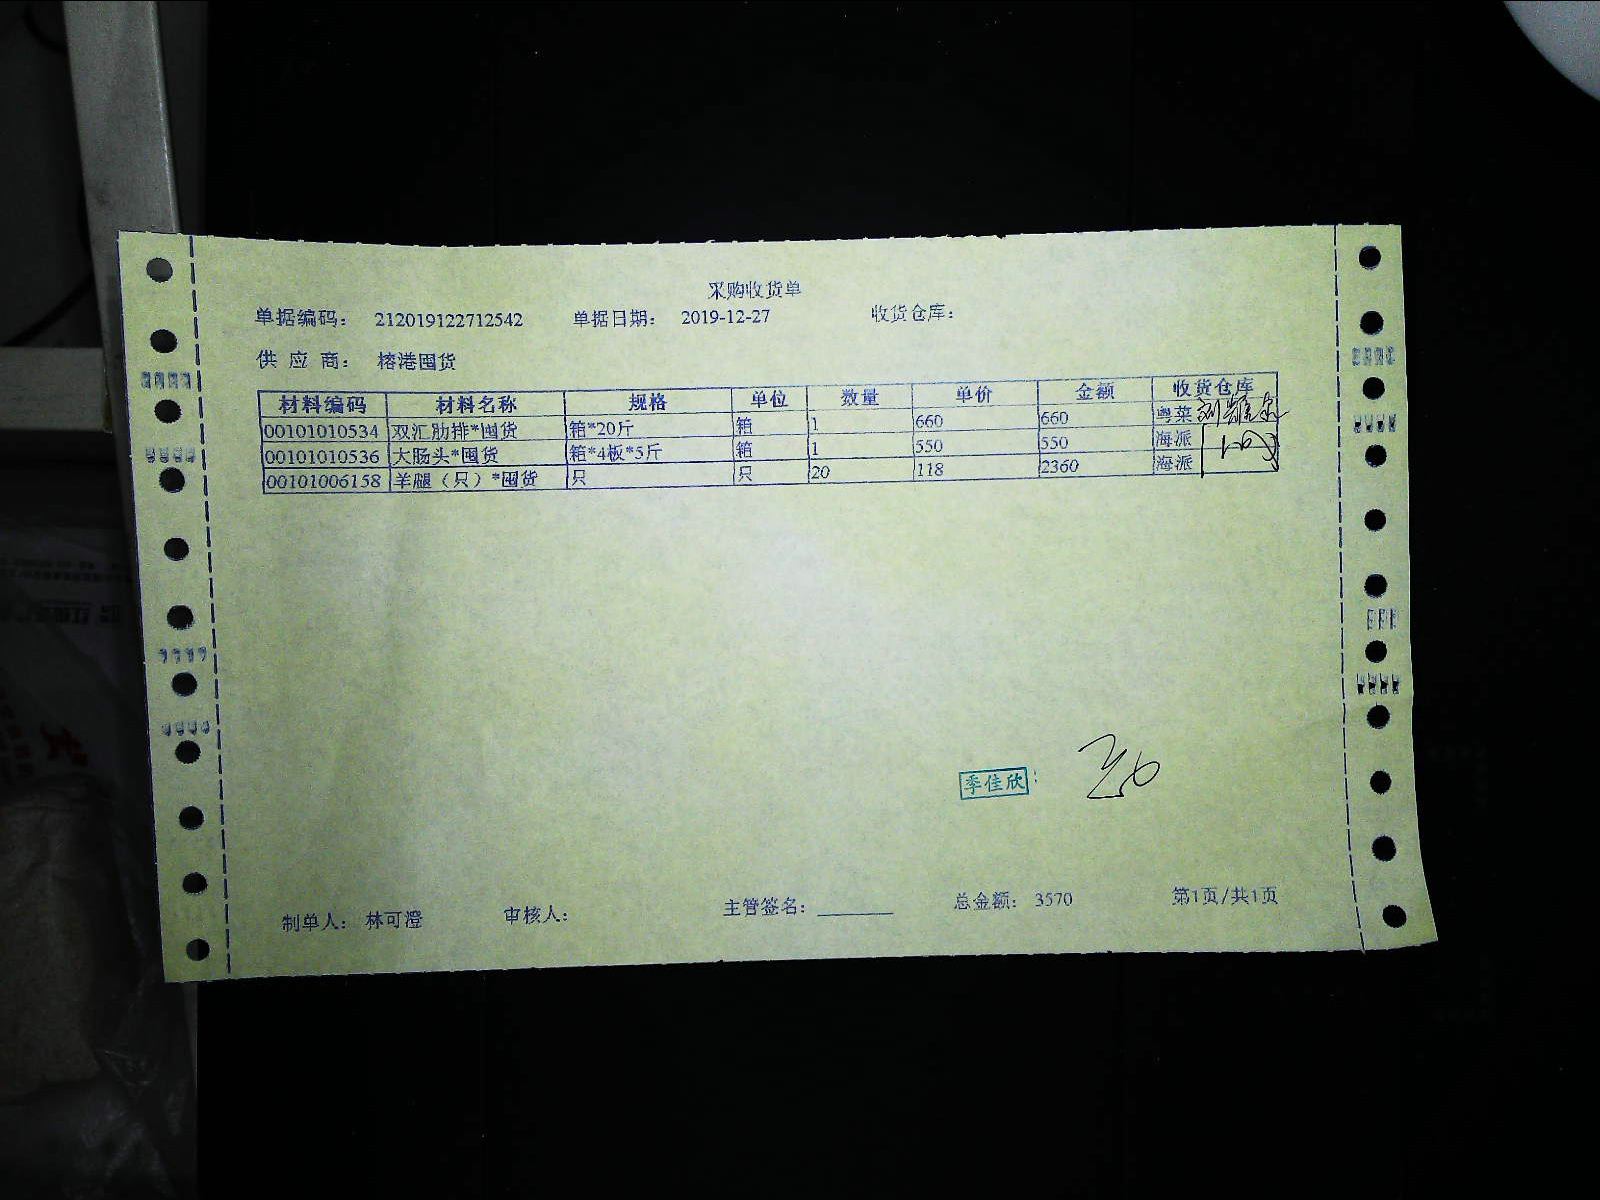 采购收货单
单据编码： 212019122712542 单据日期： 2019-12-27 收货仓库：
供 应 商： 榕港囤货
材料编码 材料名称 规格 单位 数量 单价 金额 收货仓库
00101010534 双汇肋排*囤货 箱*20斤 箱 1 660 660 粤菜
00101010536 大肠头*囤货 箱*4板*5斤 箱 1 550 550 海派
00101006158 羊腿（只）*囤货 只 只 20 118 2360 海派
季佳欣
制单人： 林可澄 审核人： 主管签名：________ 总金额： 3570 第1页/共1页